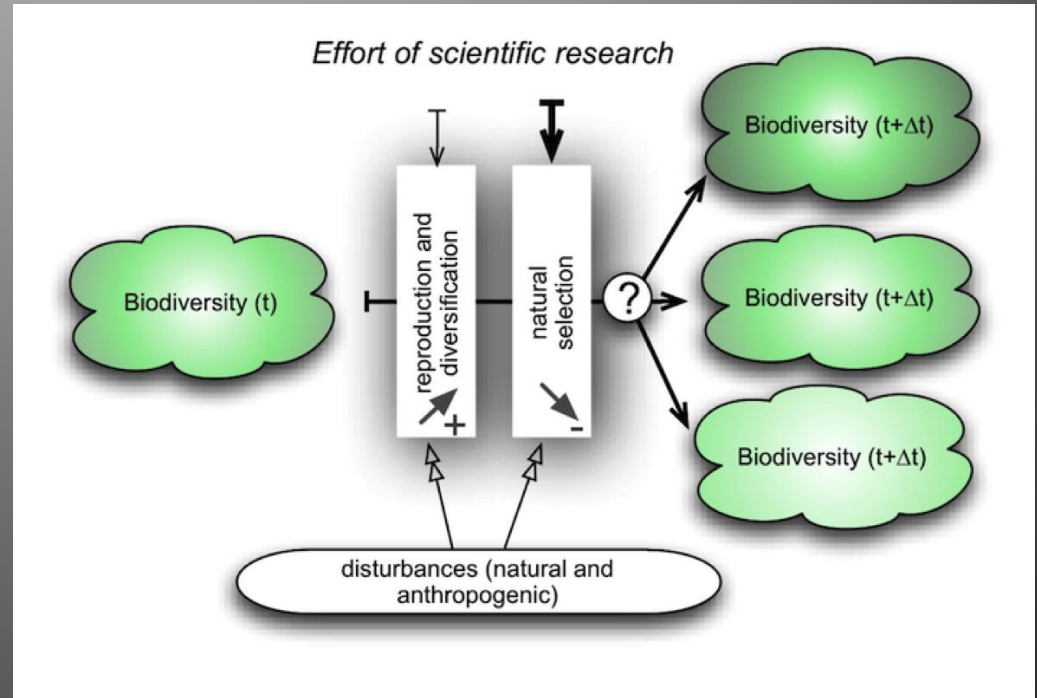 Effort of scientific research
Biodiversity (t+Δt)
Biodiversity (t)
reproduction and
diversification
+
natural
selection
-
?
Biodiversity (t+Δt)
Biodiversity (t+Δt)
disturbances (natural and
anthropogenic)